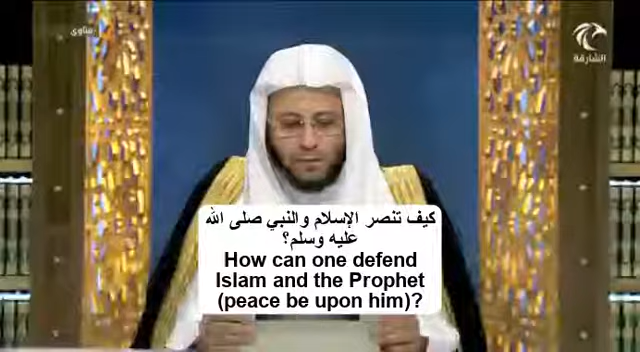 فتاوى
الشارقة
كيف تنصر الإسلام والنبي صلى الله
عليه وسلم؟
How can one defend
Islam and the Prophet
(peace be upon him)?